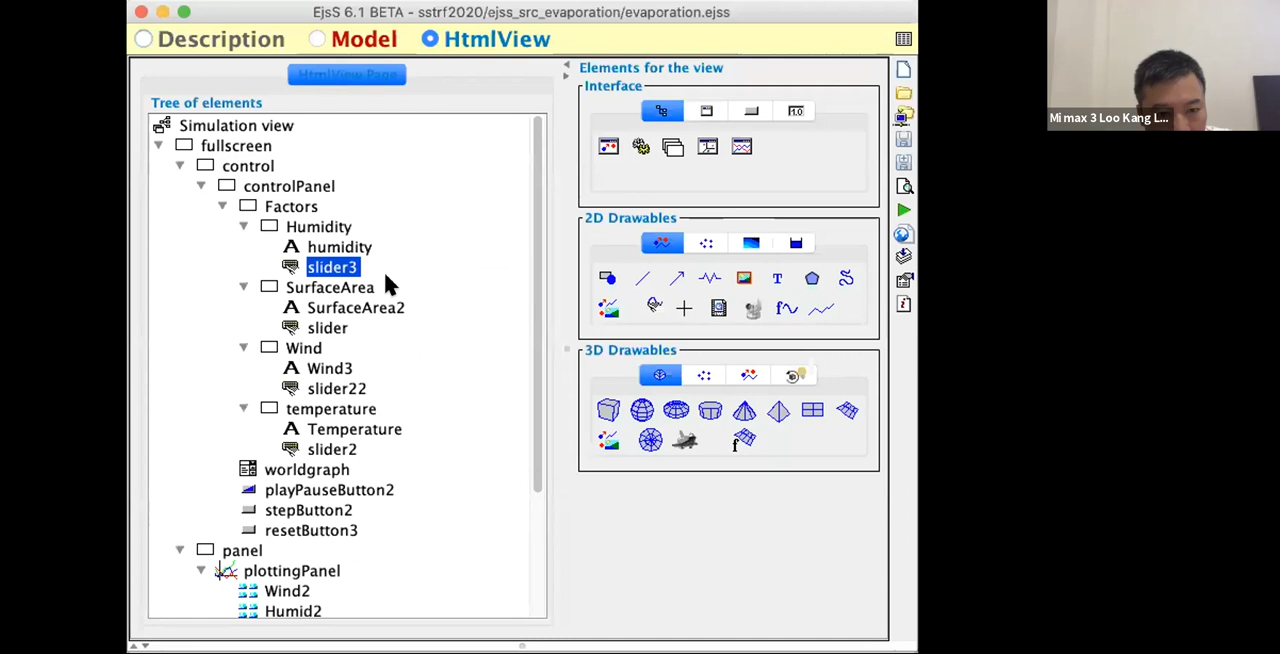 EjsS 6.1 BETA - sstrf2020/ejss_src_evaporation/evaporation.ejss
Description Model HtmlView
HtmlView Page
Tree of elements
Simulation view
fullscreen
control
controlPanel
Factors
Humidity
humidity
slider3
SurfaceArea
SurfaceArea2
slider
Wind
Wind3
slider22
temperature
Temperature
slider2
worldgraph
playPauseButton2
stepButton2
resetButton3
panel
plottingPanel
Wind2
Humid2
Elements for the view
Interface
1.0
2D Drawables
T
3D Drawables
Mi max 3 Loo Kang L...